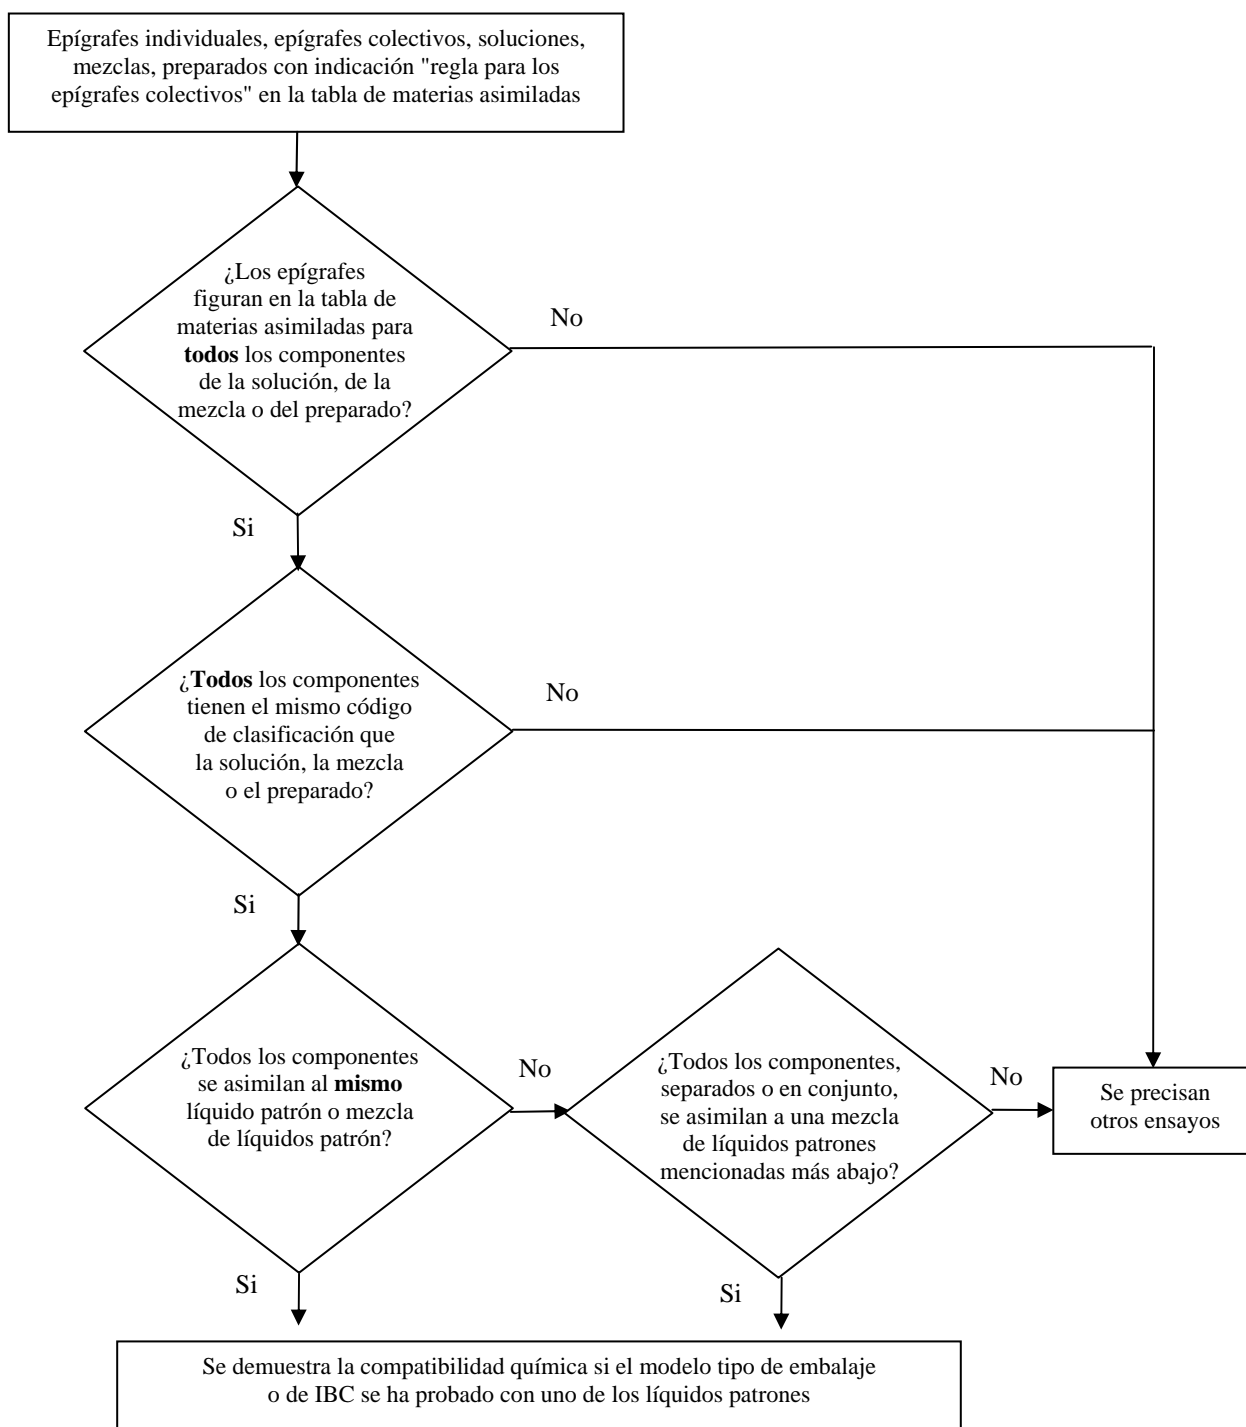 Epígrafes individuales, epígrafes colectivos, soluciones,
mezclas, preparados con indicación "regla para los
epígrafes colectivos" en la tabla de materias asimiladas
¿Los epígrafes
figuran en la tabla de
materias asimiladas para
todos los componentes
de la solución, de la
mezcla o del preparado?
No
Si
¿Todos los componentes
tienen el mismo código
de clasificación que
la solución, la mezcla
o el preparado?
No
Si
¿Todos los componentes
se asimilan al mismo
líquido patrón o mezcla
de líquidos patrón?
No
¿Todos los componentes,
separados o en conjunto,
se asimilan a una mezcla
de líquidos patrones
mencionadas más abajo?
No
Se precisan
otros ensayos
Si
Si
Se demuestra la compatibilidad química si el modelo tipo de embalaje
o de IBC se ha probado con uno de los líquidos patrones